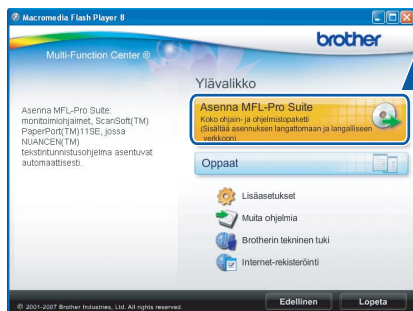 Macromedia Flash Player 8
brother
Multi-Function Center ®
Ylävalikko
Asenna MFL-Pro Suite:
monitoimiohjaimet, ScanSoft(TM)
PaperPort(TM)11SE, jossa
NUANCEN(TM)
tekstintunnistusohjelma asentuvat
automaattisesti.
Asenna MFL-Pro Suite
Koko ohjain- ja ohjelmistopaketti
(Sisältää asennuksen langattomaan ja langalliseen
verkkoon)
Oppaat
Lisäasetukset
Muita ohjelmia
Brotherin tekninen tuki
Internet-rekisteröinti
© 2001-2007 Brother Industries, Ltd. All rights reserved
Edellinen
Lopeta